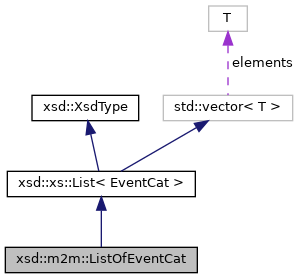 T
elements
xsd::XsdType
std::vector< T >
xsd::xs::List< EventCat >
xsd::m2m::ListOfEventCat